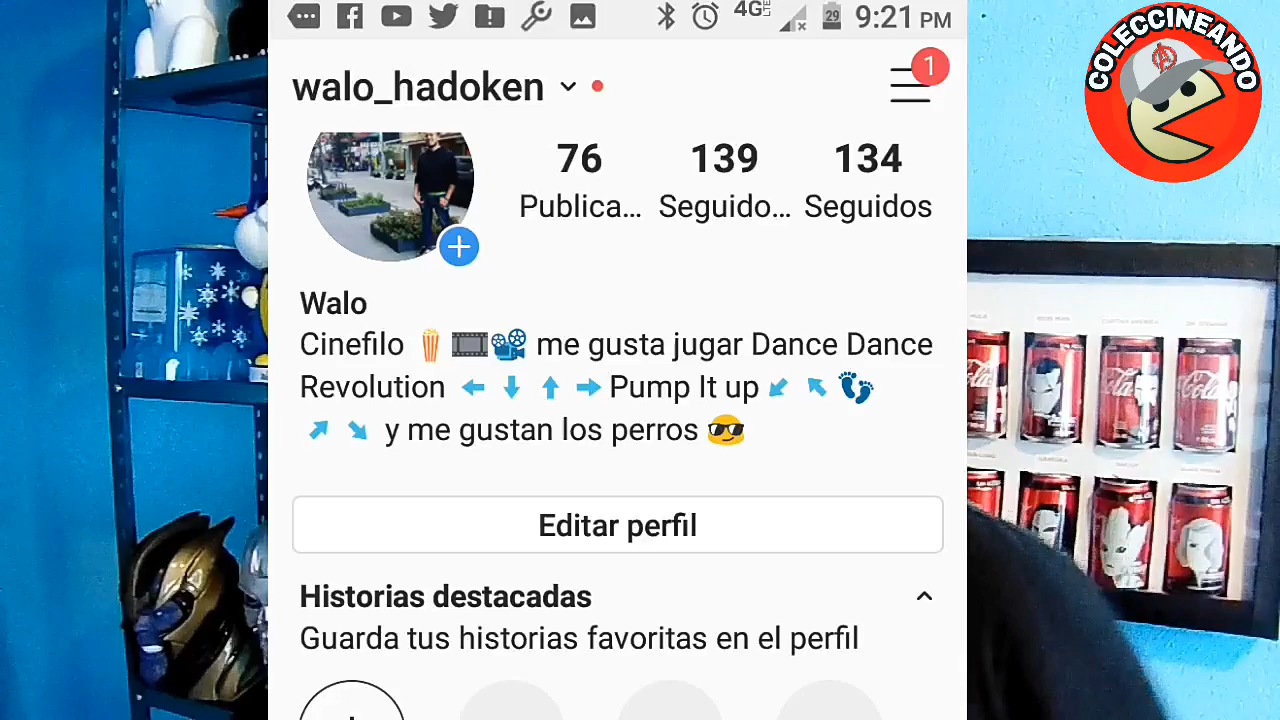 29
4G LTE
9:21 PM
COLECCINEANDO
walo_hadoken
1
76
139
134
Publica...
Seguido...
Seguidos
Walo
Cinefilo 🍿🎞️📽️ me gusta jugar Dance Dance
Revolution ⬅️ ⬇️ ⬆️ ➡️ Pump It up ↙️ ↖️ 👣
↗️ ↘️ y me gustan los perros 😎
Editar perfil
Historias destacadas
Guarda tus historias favoritas en el perfil